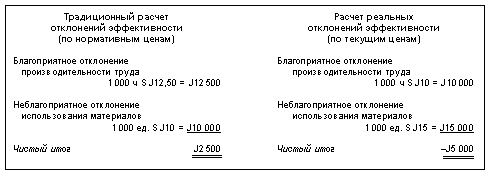 Традиционный расчет
отклонений эффективности
(по нормативным ценам)
Благоприятное отклонение
производительности труда
1 000 ч S J12,50 = J12 500
Неблагоприятное отклонение
использования материалов
1 000 ед. S J10 = J10 000
Чистый итог J2 500
Расчет реальных
отклонений эффективности
(по текущим ценам)
Благоприятное отклонение
производительности труда
1 000 ч S J10 = J10 000
Неблагоприятное отклонение
использования материалов
1 000 ед. S J15 = J15 000
Чистый итог –J5 000